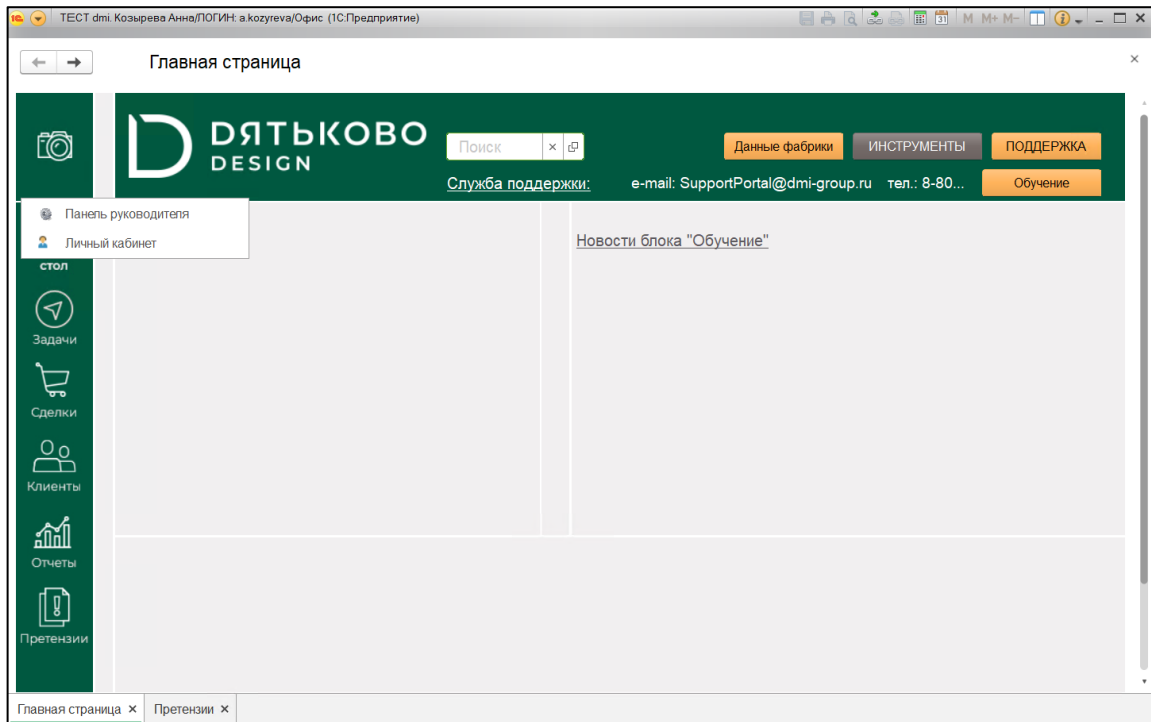 ТЕСТ dmi. Козырева Анна/ЛОГИН: a.kozyreva/Офис (1С:Предприятие)
31 M M+ M-
Главная страница
DЯТЬКОВО
DESIGN
Поиск
Данные фабрики
ИНСТРУМЕНТЫ
ПОДДЕРЖКА
Служба поддержки:
e-mail: SupportPortal@dmi-group.ru тел.: 8-80...
Обучение
Панель руководителя
Личный кабинет
стол
Новости блока "Обучение"
Задачи
Сделки
Клиенты
Отчеты
Претензии
Главная страница × Претензии ×